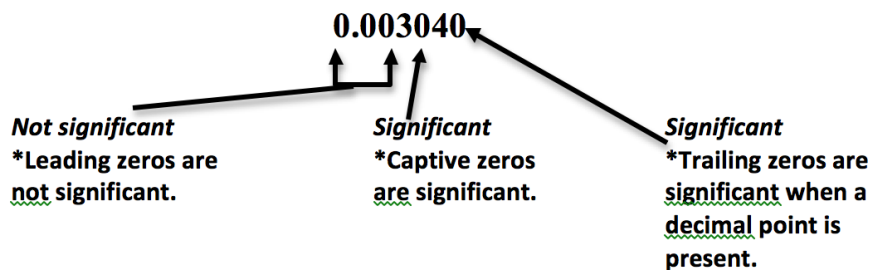 0.003040
Not significant
*Leading zeros are
not significant.
Significant
*Captive zeros
are significant.
Significant
*Trailing zeros are
significant when a
decimal point is
present.